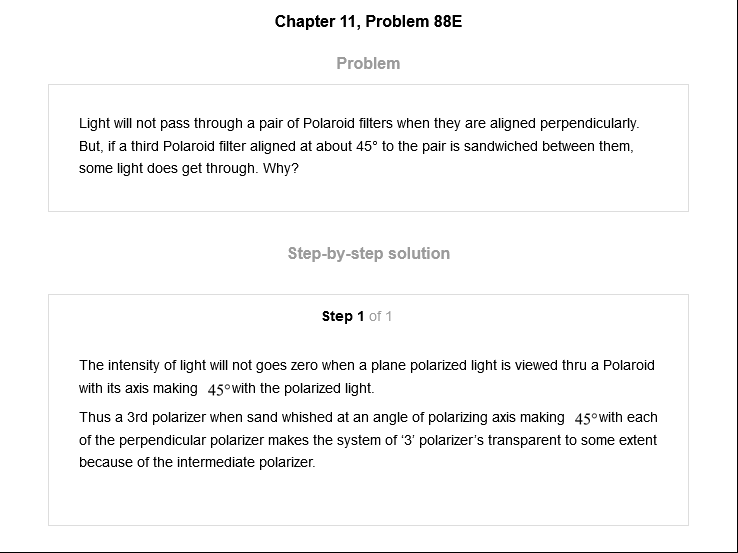 Chapter 11, Problem 88E
Problem
Light will not pass through a pair of Polaroid filters when they are aligned perpendicularly.
But, if a third Polaroid filter aligned at about 45° to the pair is sandwiched between them,
some light does get through. Why?
Step-by-step solution
Step 1 of 1
The intensity of light will not goes zero when a plane polarized light is viewed thru a Polaroid
with its axis making 45° with the polarized light.
Thus a 3rd polarizer when sand whished at an angle of polarizing axis making 45° with each
of the perpendicular polarizer makes the system of ‘3’ polarizer’s transparent to some extent
because of the intermediate polarizer.